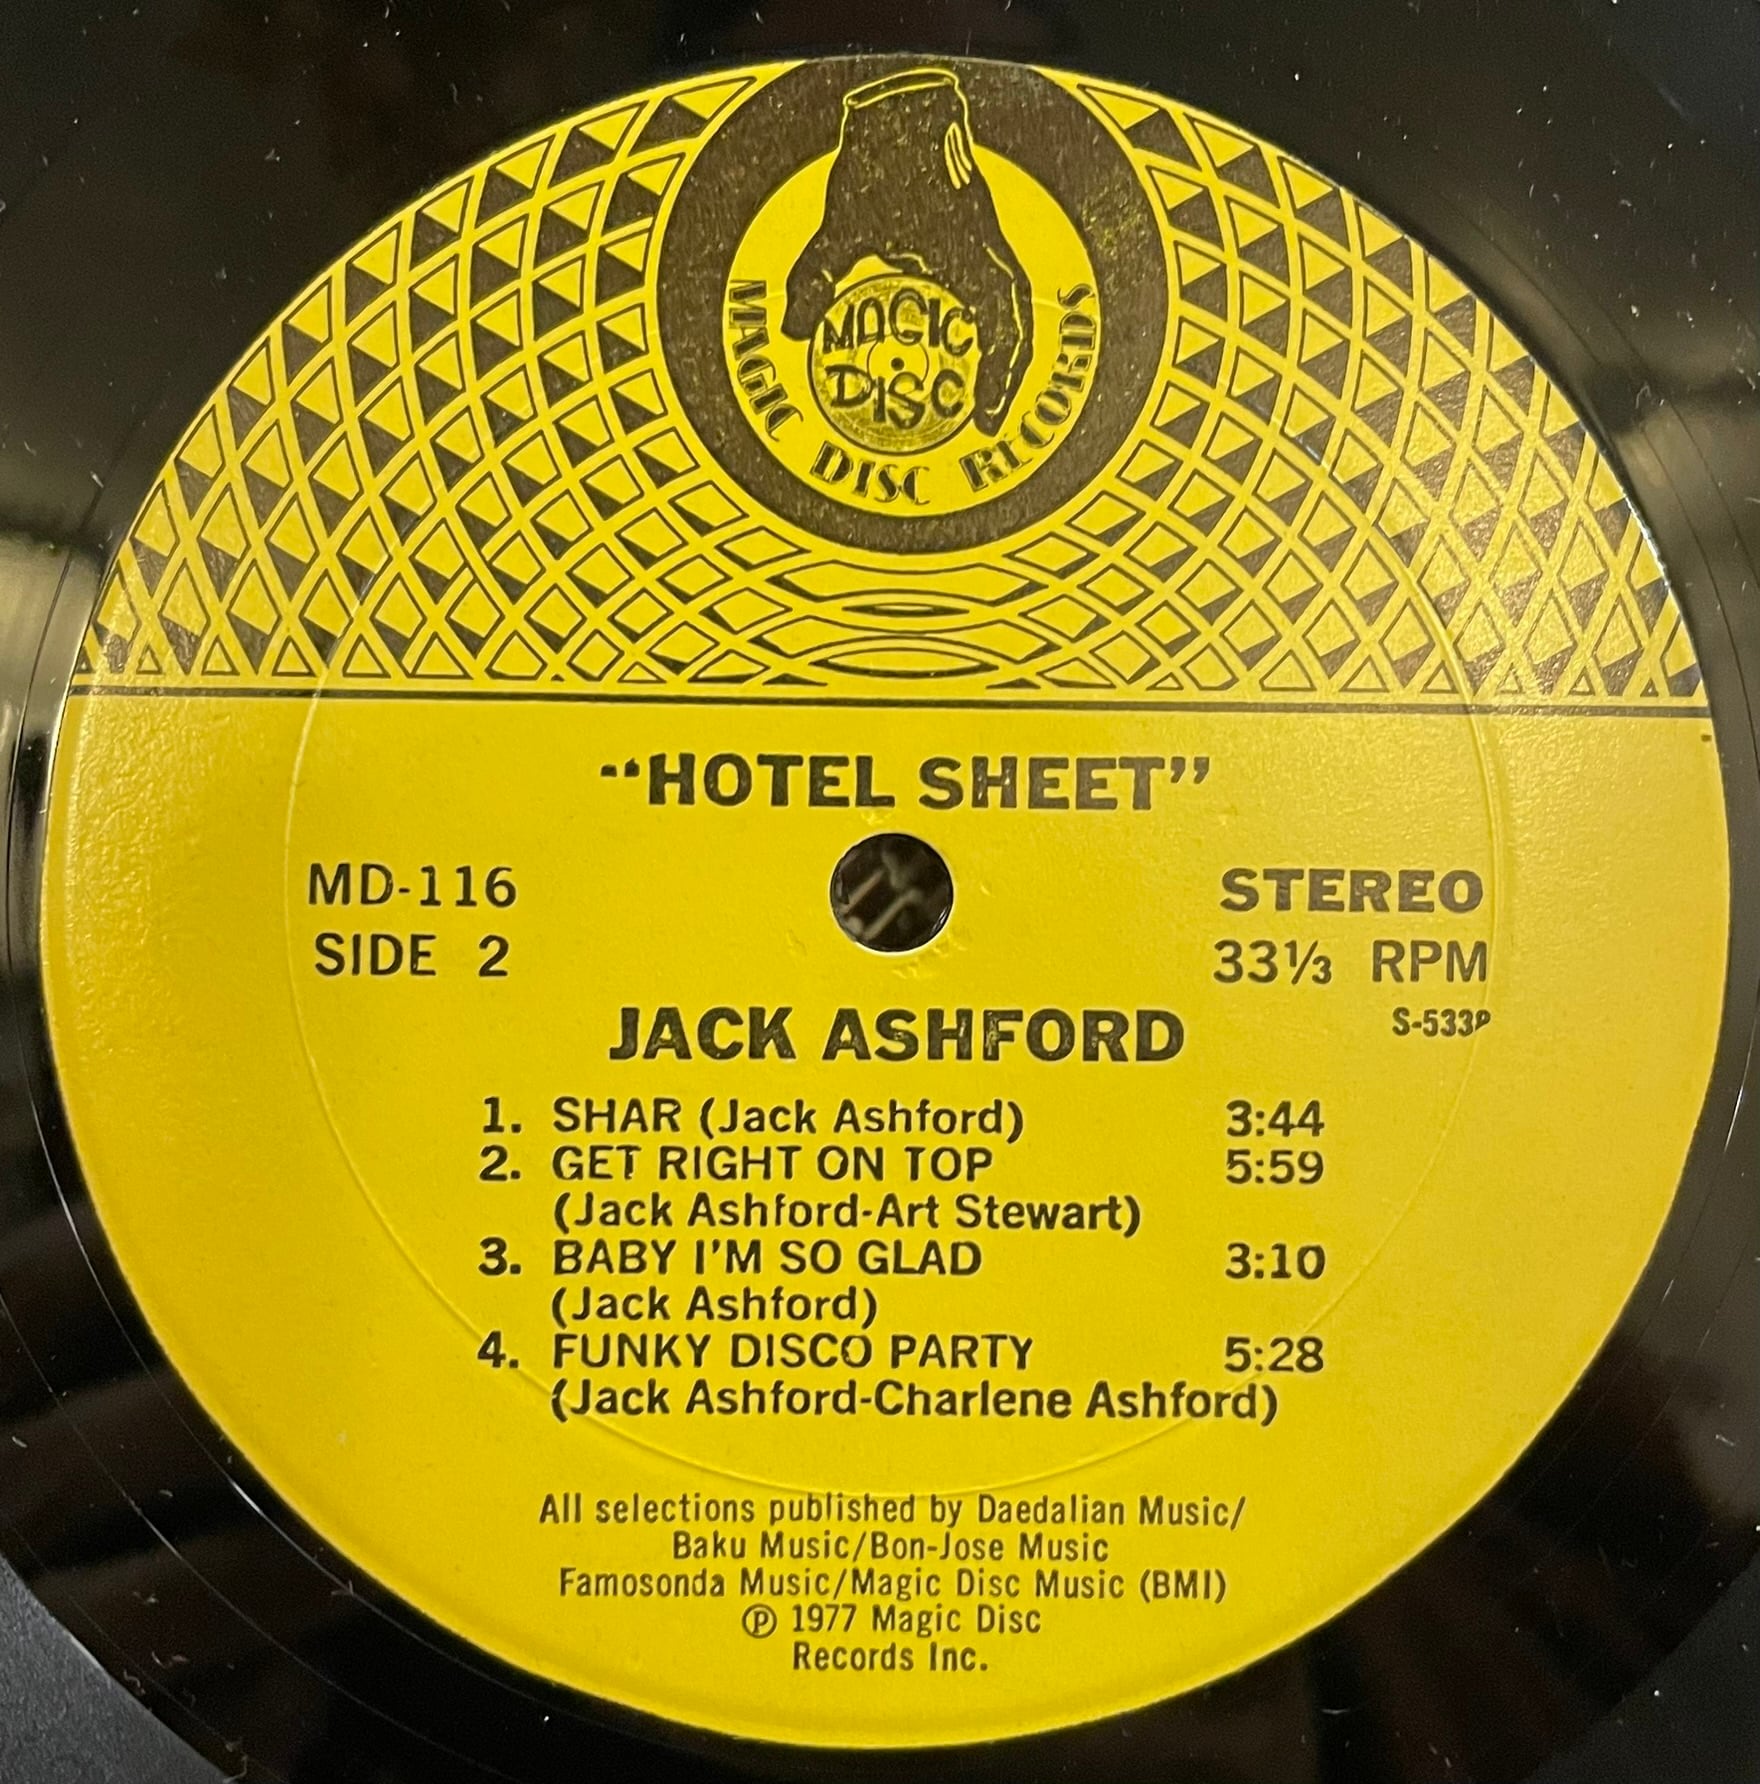 MAGIC
DISC
MAGIC DISC RECORDS
“HOTEL SHEET”
MD-116
SIDE 2
STEREO
33⅓ RPM
JACK ASHFORD
1. SHAR (Jack Ashford) 3:44
2. GET RIGHT ON TOP 5:59
(Jack Ashford-Art Stewart)
3. BABY I'M SO GLAD 3:10
(Jack Ashford)
4. FUNKY DISCO PARTY 5:28
(Jack Ashford-Charlene Ashford)
All selections published by Daedalian Music/
Baku Music/Bon-Jose Music
Famosonda Music/Magic Disc Music (BMI)
℗ 1977 Magic Disc
Records Inc.